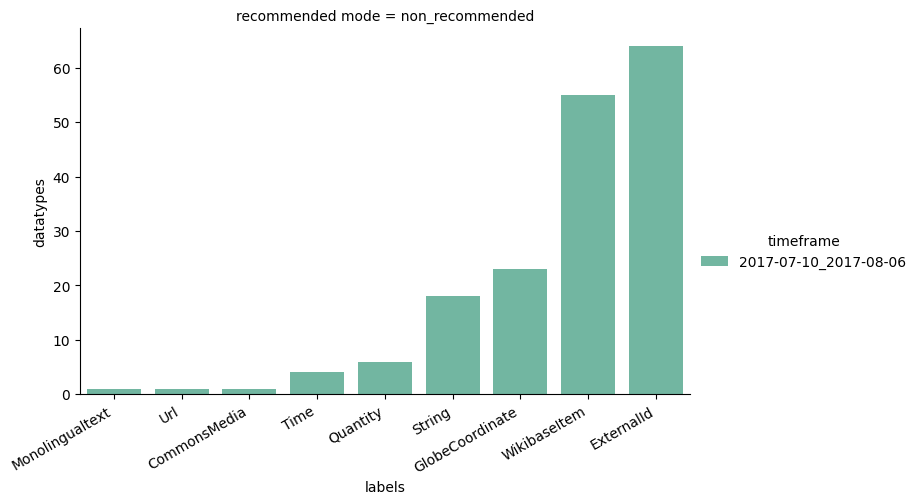 recommended mode = non_recommended
datatypes
60
50
40
30
20
10
0
Monolingualtext
Url
CommonsMedia
Time
Quantity
String
GlobeCoordinate
WikibaseItem
ExternalId
labels
timeframe
2017-07-10_2017-08-06